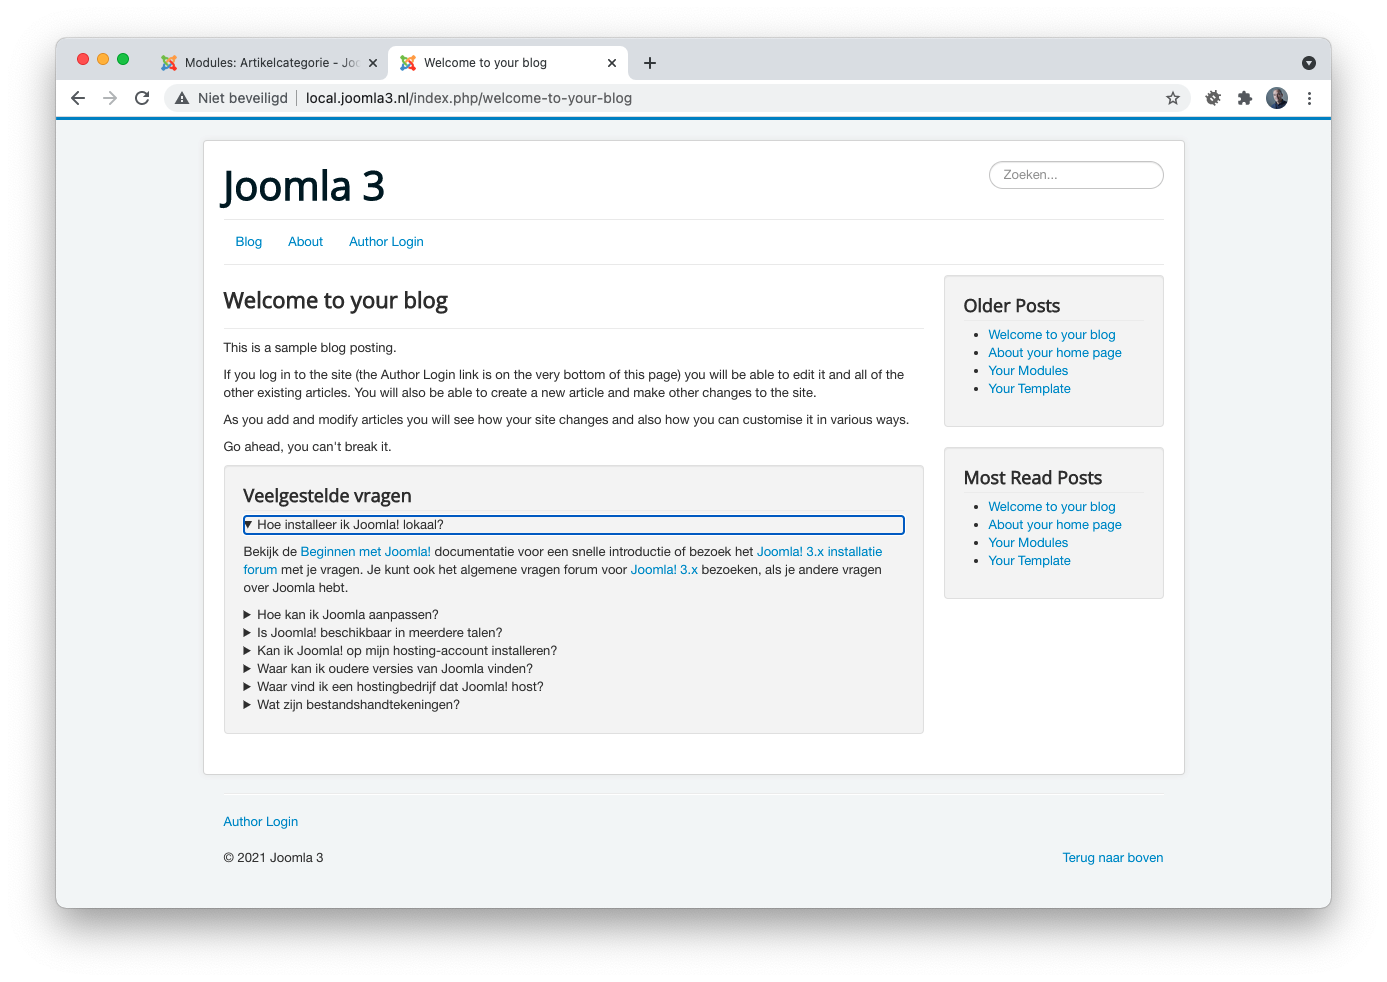 Modules: Artikelcategorie - Joo
Welcome to your blog
Niet beveiligd
local.joomla3.nl/index.php/welcome-to-your-blog
Joomla 3
Zoeken...
Blog
About
Author Login
Welcome to your blog
This is a sample blog posting.
If you log in to the site (the Author Login link is on the very bottom of this page) you will be able to edit it and all of the
other existing articles. You will also be able to create a new article and make other changes to the site.
As you add and modify articles you will see how your site changes and also how you can customise it in various ways.
Go ahead, you can't break it.
Veelgestelde vragen
Hoe installeer ik Joomla! lokaal?
Bekijk de Beginnen met Joomla! documentatie voor een snelle introductie of bezoek het Joomla! 3.x installatie
forum met je vragen. Je kunt ook het algemene vragen forum voor Joomla! 3.x bezoeken, als je andere vragen
over Joomla hebt.
Hoe kan ik Joomla aanpassen?
Is Joomla! beschikbaar in meerdere talen?
Kan ik Joomla! op mijn hosting-account installeren?
Waar kan ik oudere versies van Joomla vinden?
Waar vind ik een hostingbedrijf dat Joomla! host?
Wat zijn bestandshandtekeningen?
Older Posts
Welcome to your blog
About your home page
Your Modules
Your Template
Most Read Posts
Welcome to your blog
About your home page
Your Modules
Your Template
Author Login
© 2021 Joomla 3
Terug naar boven